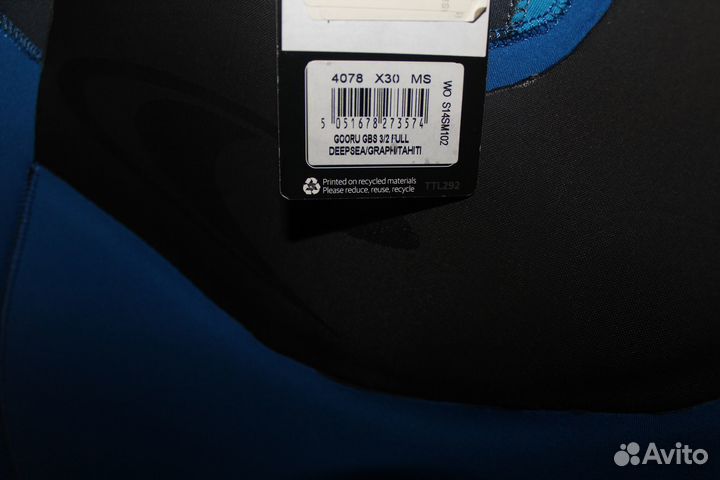 4078 X30 MS
5 051678 273574
GOORU GBS 3/2 FULL
DEEPSEA/GRAPH/TAHITI
WO S14SM102
Printed on recycled materials
Please reduce, reuse, recycle
TTL292
Avito